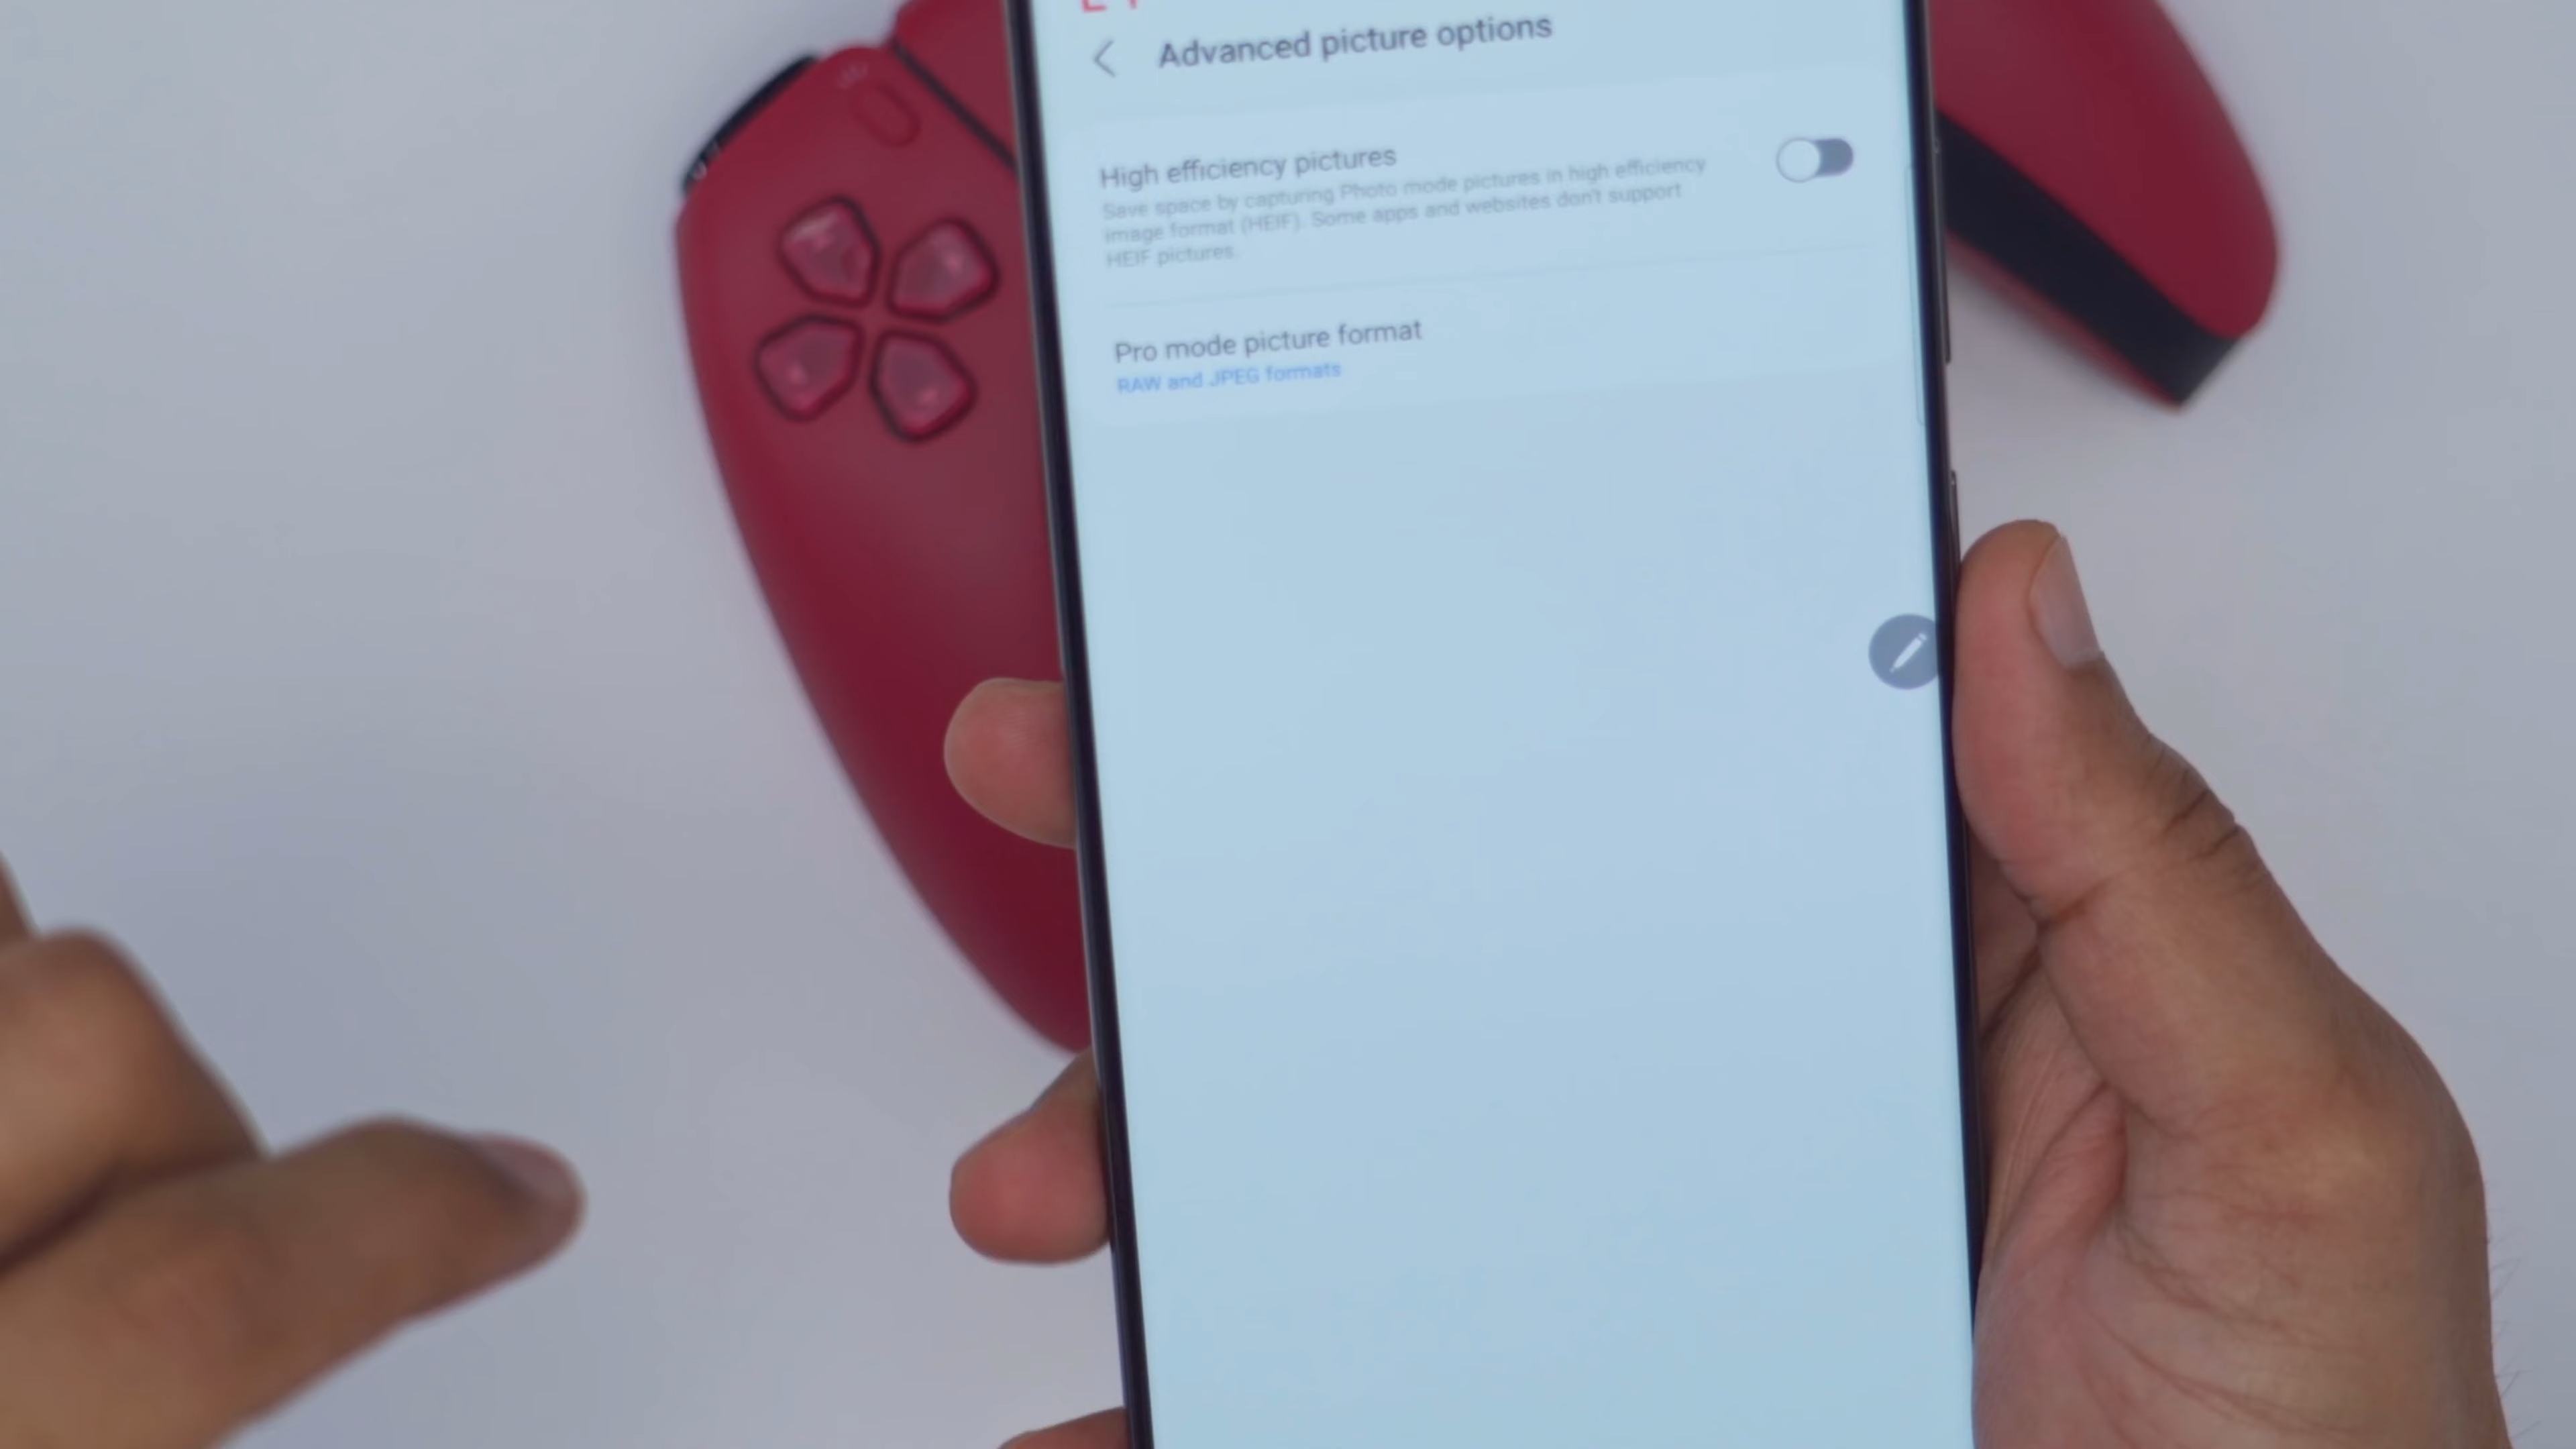 Advanced picture options
High efficiency pictures
Save space by capturing Photo mode pictures in high efficiency
image format (HEIF). Some apps and websites don't support
HEIF pictures.
Pro mode picture format
RAW and JPEG formats